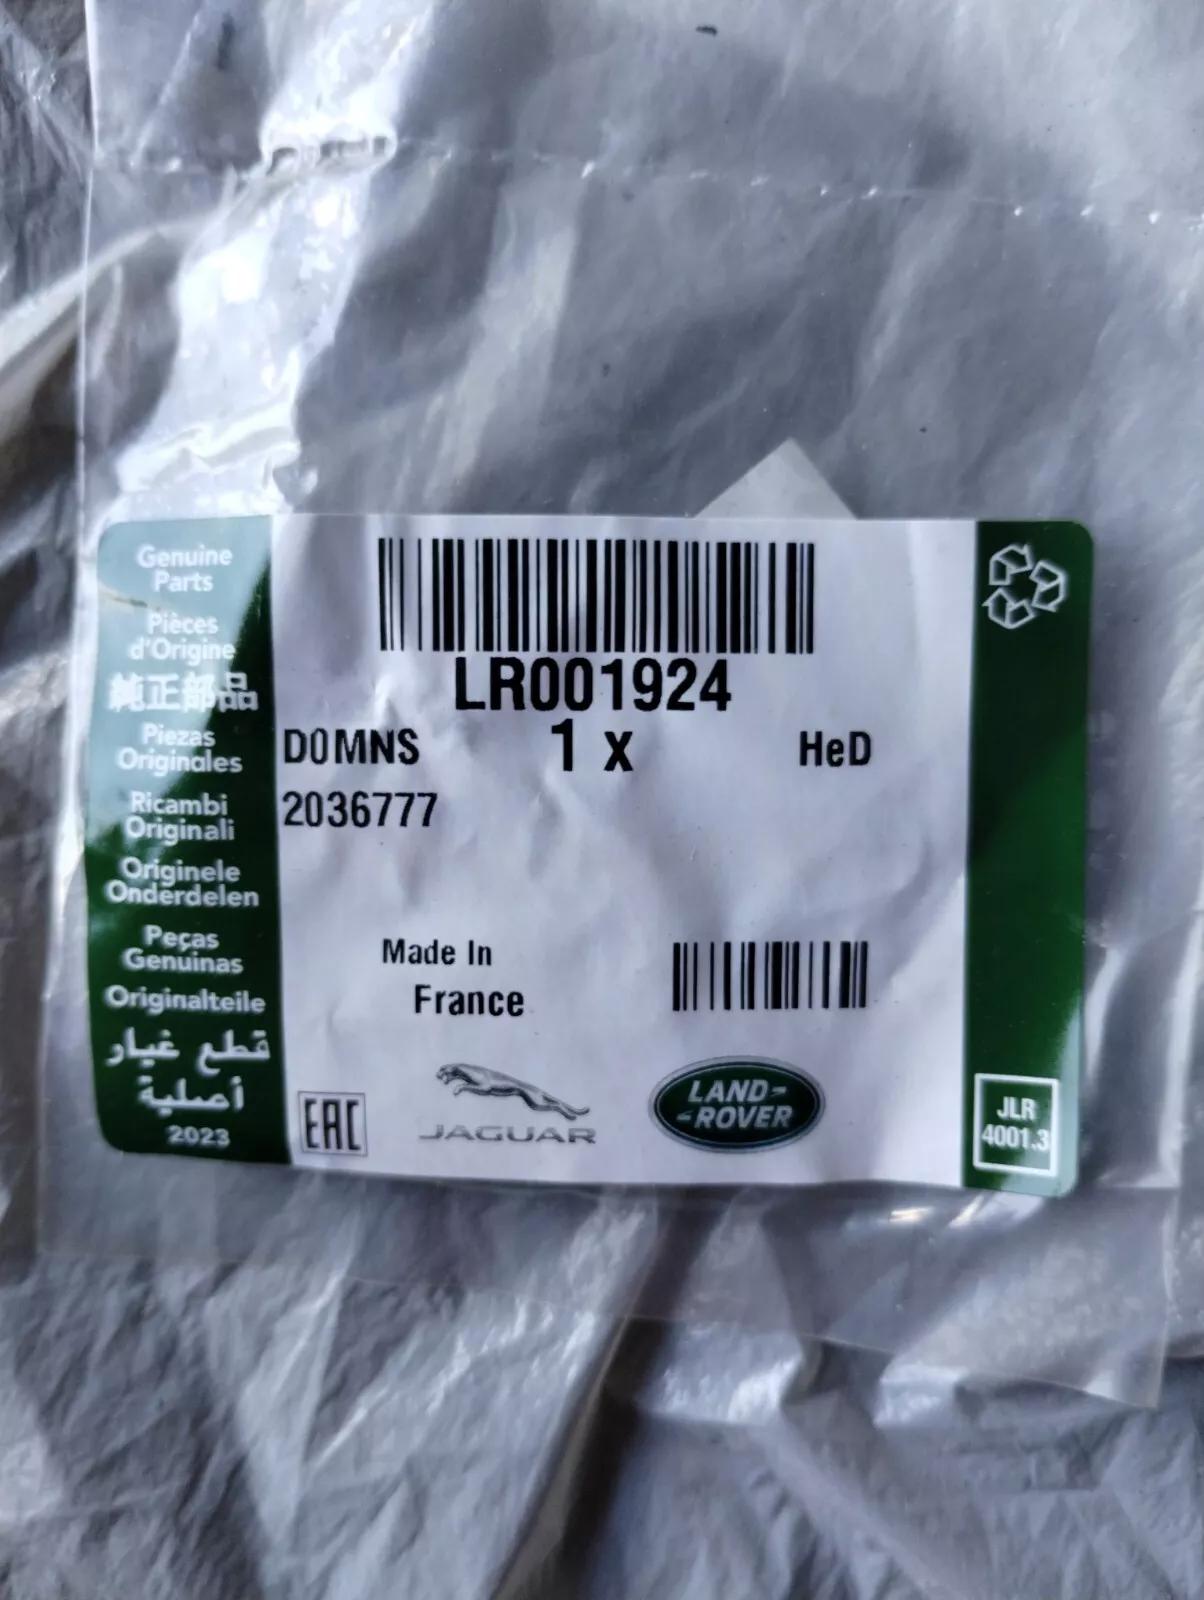 Genuine
Parts
Pièces
d'Origine
純正部品
Piezas
Originales
Ricambi
Originali
Originele
Onderdelen
Peças
Genuinas
Originalteile
قطع غيار
أصلية
2023
LR001924
D0MNS 1 x HeD
2036777
Made In
France
EAC
JAGUAR
LAND-
-ROVER
JLR
4001.3